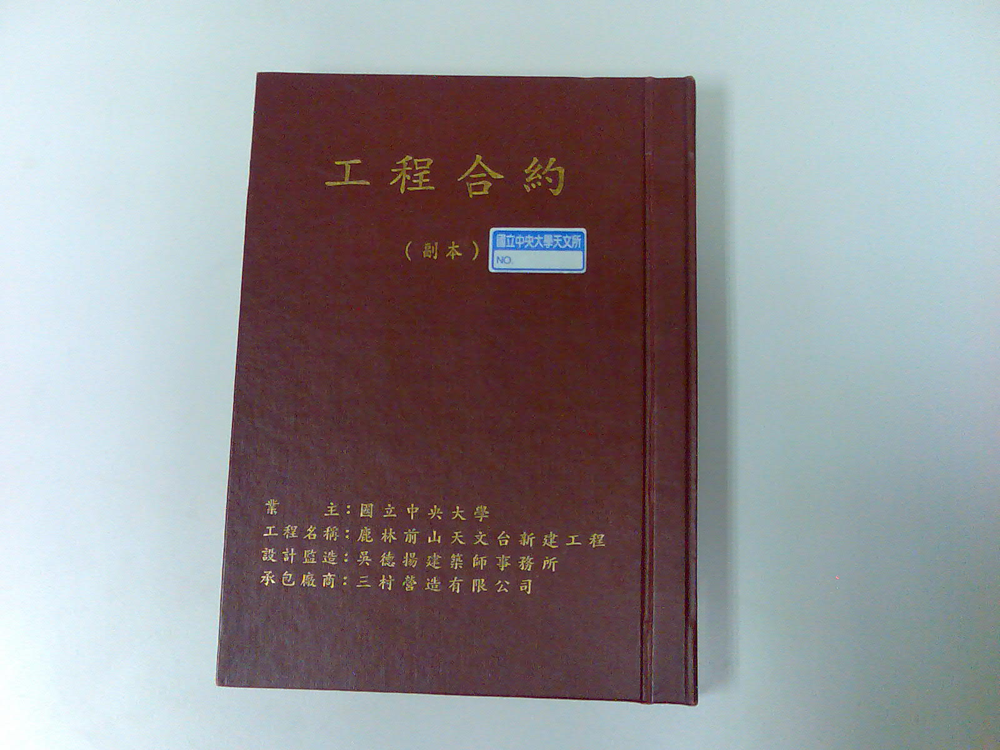 工程合約
(副本)
國立中央大學天文所
NO.
業主:國立中央大學
工程名稱:鹿林前山天文台新建工程
設計監造:吳德揚建築師事務所
承包廠商:三村營造有限公司